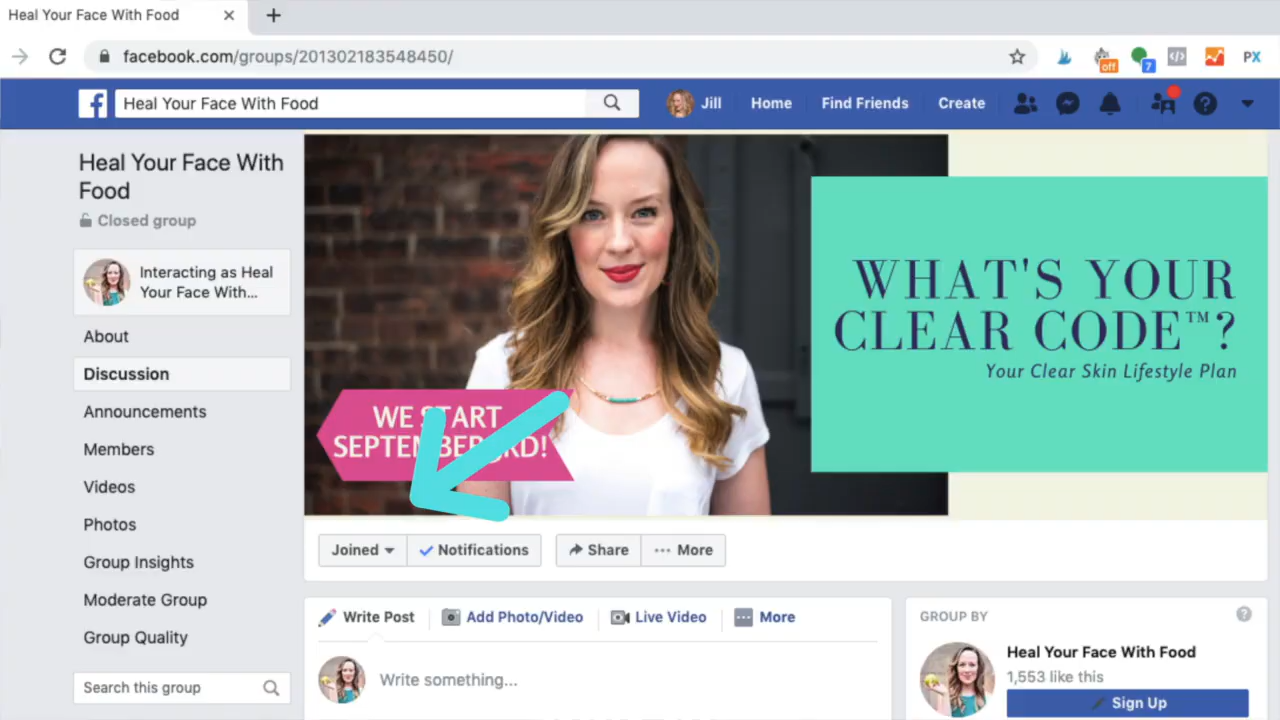 Heal Your Face With Food
facebook.com/groups/201302183548450/
off
7
PX
Heal Your Face With Food
Jill
Home
Find Friends
Create
Heal Your Face With
Food
Closed group
Interacting as Heal
Your Face With...
About
Discussion
Announcements
Members
Videos
Photos
Group Insights
Moderate Group
Group Quality
Search this group
WE START
WHAT'S YOUR
CLEAR CODE™?
Your Clear Skin Lifestyle Plan
Joined
Notifications
Share
More
Write Post
Add Photo/Video
Live Video
More
Write something...
GROUP BY
Heal Your Face With Food
1,553 like this
Sign Up